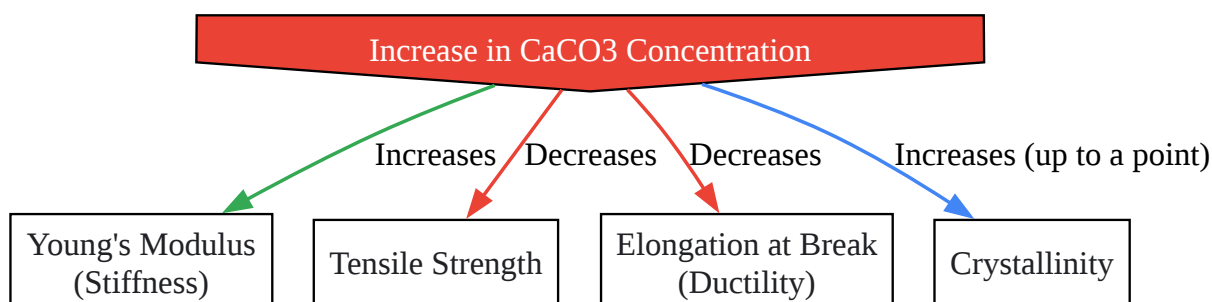 Increase in CaCO3 Concentration
Increases
Decreases
Decreases
Increases (up to a point)
Young's Modulus
(Stiffness)
Tensile Strength
Elongation at Break
(Ductility)
Crystallinity